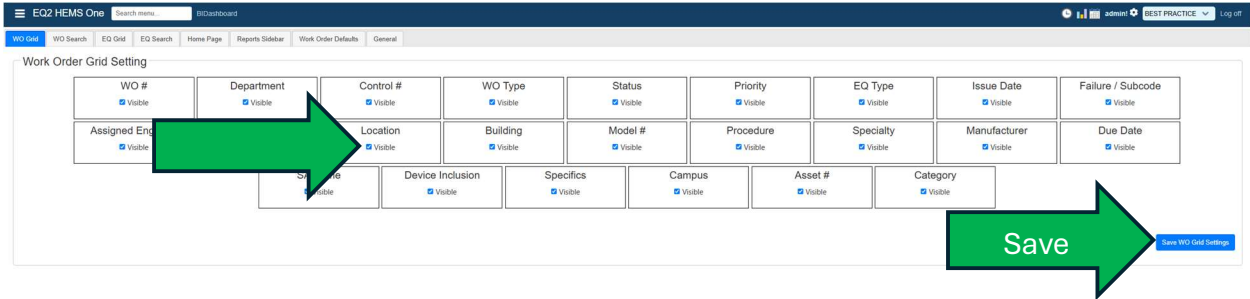 EQ2 HEMS One Search menu... BIDashboard admin! BEST PRACTICE Log off
WO Grid WO Search EQ Grid EQ Search Home Page Reports Sidebar Work Order Defaults General
Work Order Grid Setting
WO # Department Control # WO Type Status Priority EQ Type Issue Date Failure / Subcode
Visible Visible Visible Visible Visible Visible Visible Visible Visible
Assigned Eng Location Building Model # Procedure Specialty Manufacturer Due Date
Visible Visible Visible Visible Visible Visible Visible Visible
Device Inclusion Specifics Campus Asset # Category
Visible Visible Visible Visible Visible
Save
Save WO Grid Settings